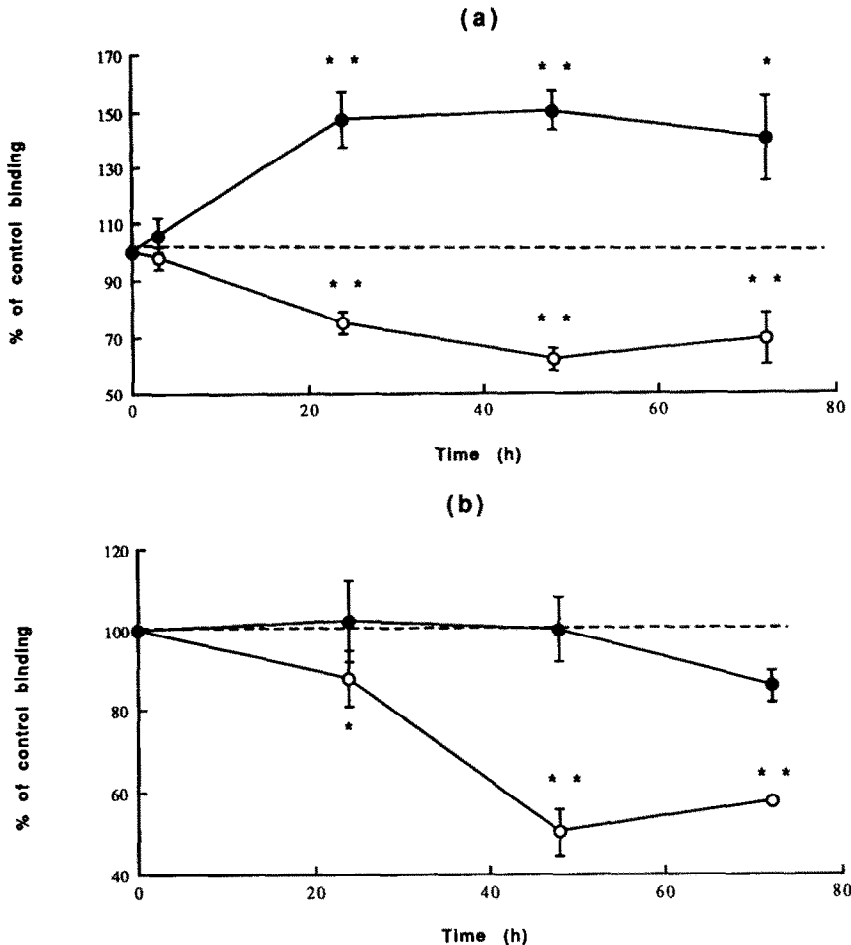 (a)
% of control binding
170
150
130
110
90
70
50
* * * * *
* * * * * *
0 20 40 60 80
Time (h)
(b)
% of control binding
120
100
80
60
40
*
* * * *
0 20 40 60 80
Time (h)